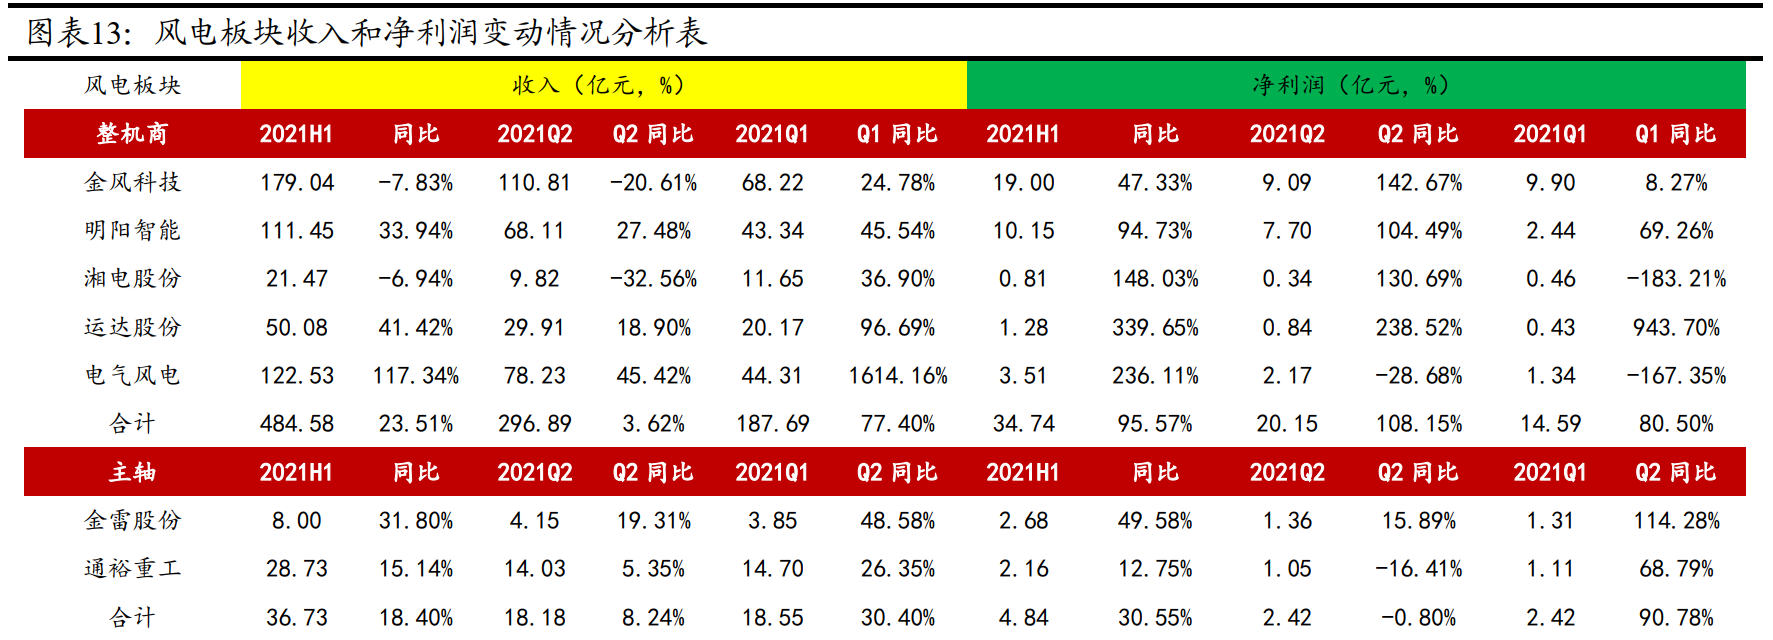 图表13：风电板块收入和净利润变动情况分析表
风电板块 收入（亿元，%） 净利润（亿元，%）
整机商 2021H1 同比 2021Q2 Q2 同比 2021Q1 Q1 同比 2021H1 同比 2021Q2 Q2 同比 2021Q1 Q1 同比
金风科技 179.04 -7.83% 110.81 -20.61% 68.22 24.78% 19.00 47.33% 9.09 142.67% 9.90 8.27%
明阳智能 111.45 33.94% 68.11 27.48% 43.34 45.54% 10.15 94.73% 7.70 104.49% 2.44 69.26%
湘电股份 21.47 -6.94% 9.82 -32.56% 11.65 36.90% 0.81 148.03% 0.34 130.69% 0.46 -183.21%
运达股份 50.08 41.42% 29.91 18.90% 20.17 96.69% 1.28 339.65% 0.84 238.52% 0.43 943.70%
电气风电 122.53 117.34% 78.23 45.42% 44.31 1614.16% 3.51 236.11% 2.17 -28.68% 1.34 -167.35%
合计 484.58 23.51% 296.89 3.62% 187.69 77.40% 34.74 95.57% 20.15 108.15% 14.59 80.50%
主轴 2021H1 同比 2021Q2 Q2 同比 2021Q1 Q2 同比 2021H1 同比 2021Q2 Q2 同比 2021Q1 Q2 同比
金雷股份 8.00 31.80% 4.15 19.31% 3.85 48.58% 2.68 49.58% 1.36 15.89% 1.31 114.28%
通裕重工 28.73 15.14% 14.03 5.35% 14.70 26.35% 2.16 12.75% 1.05 -16.41% 1.11 68.79%
合计 36.73 18.40% 18.18 8.24% 18.55 30.40% 4.84 30.55% 2.42 -0.80% 2.42 90.78%